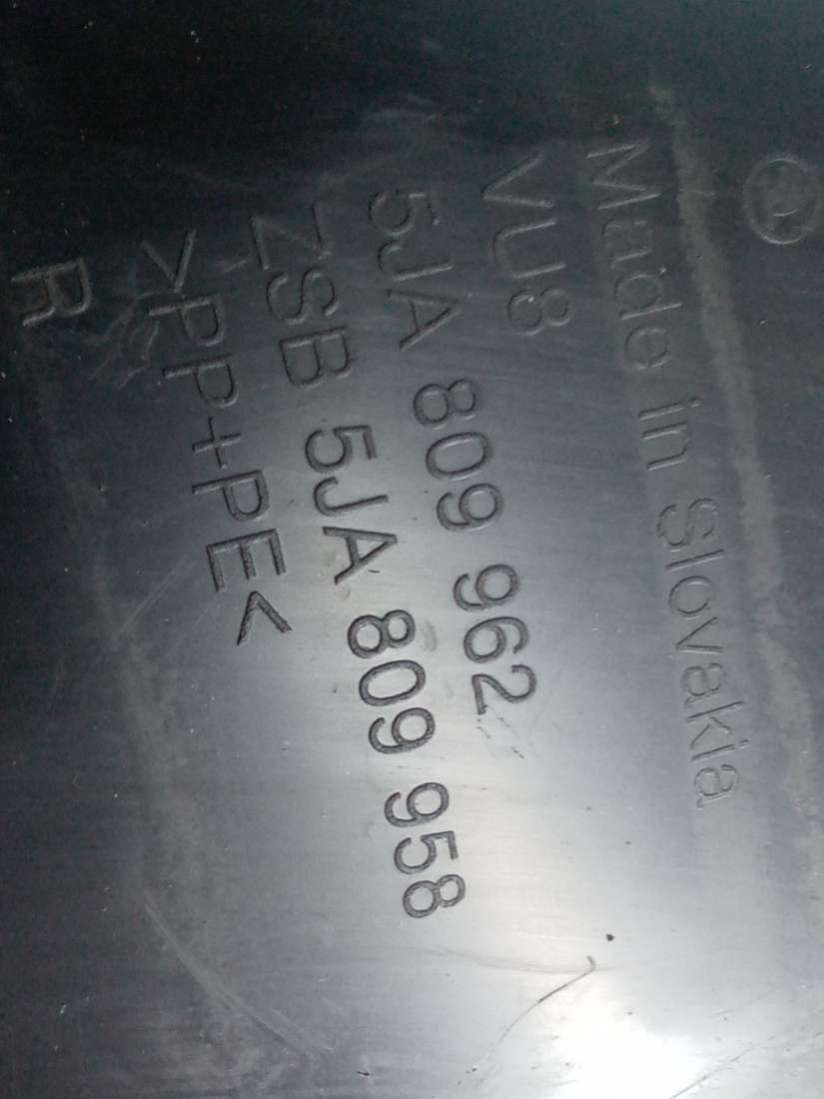 Made in Slovakia
VU8
5JA 809 962
ZSB 5JA 809 958
>PP+PE<
R